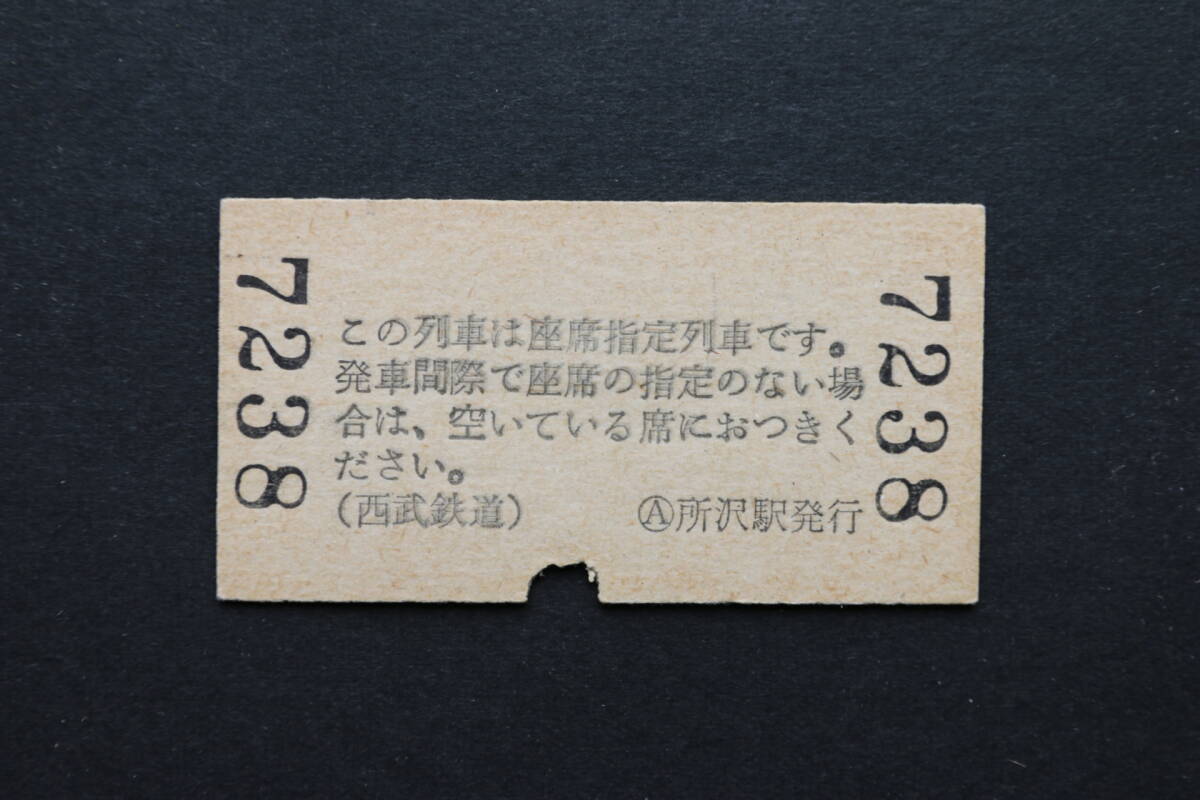 7238
この列車は座席指定列車です。
発車間際で座席の指定のない場
合は、空いている席におつきく
ださい。
(西武鉄道) Ⓐ所沢駅発行
7238